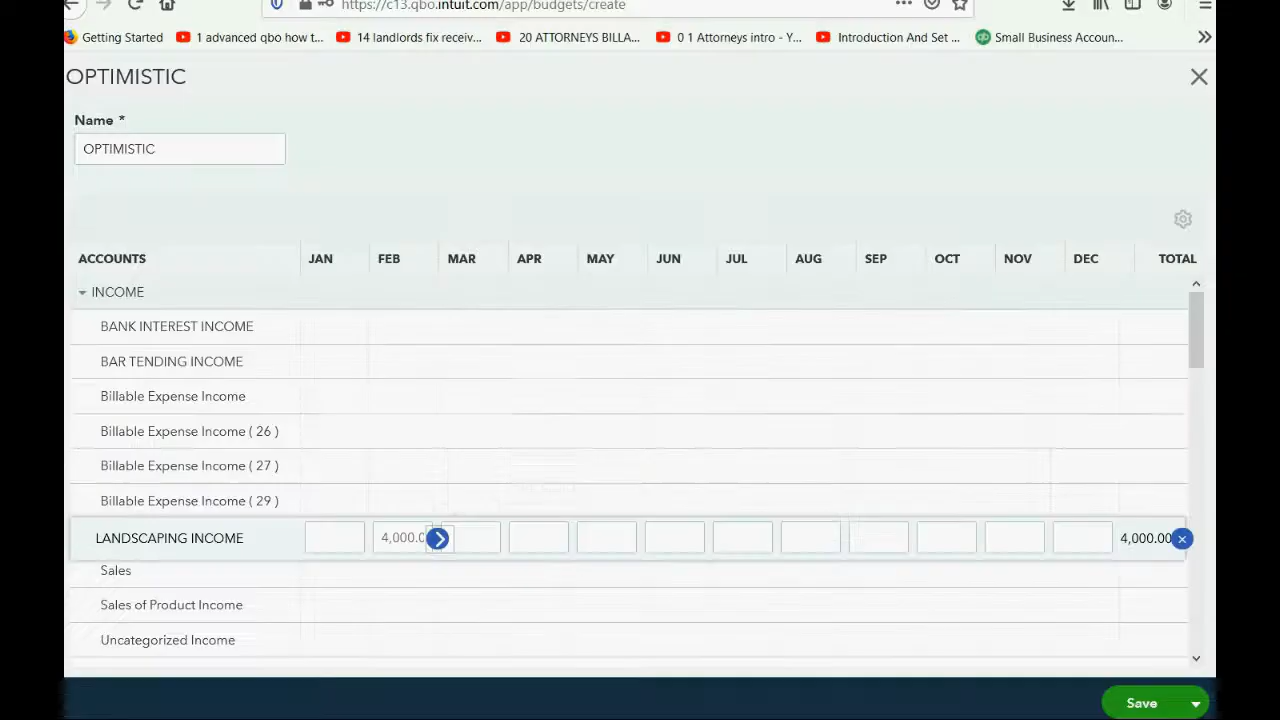 https://c13.qbo.intuit.com/app/budgets/create
Getting Started
1 advanced qbo how t...
14 landlords fix receiv...
20 ATTORNEYS BILLA...
0 1 Attorneys intro - Y...
Introduction And Set ...
Small Business Accoun...
OPTIMISTIC
Name *
OPTIMISTIC
ACCOUNTS JAN FEB MAR APR MAY JUN JUL AUG SEP OCT NOV DEC TOTAL
INCOME
BANK INTEREST INCOME
BAR TENDING INCOME
Billable Expense Income
Billable Expense Income ( 26 )
Billable Expense Income ( 27 )
Billable Expense Income ( 29 )
LANDSCAPING INCOME 4,000.0 4,000.00
Sales
Sales of Product Income
Uncategorized Income
Save